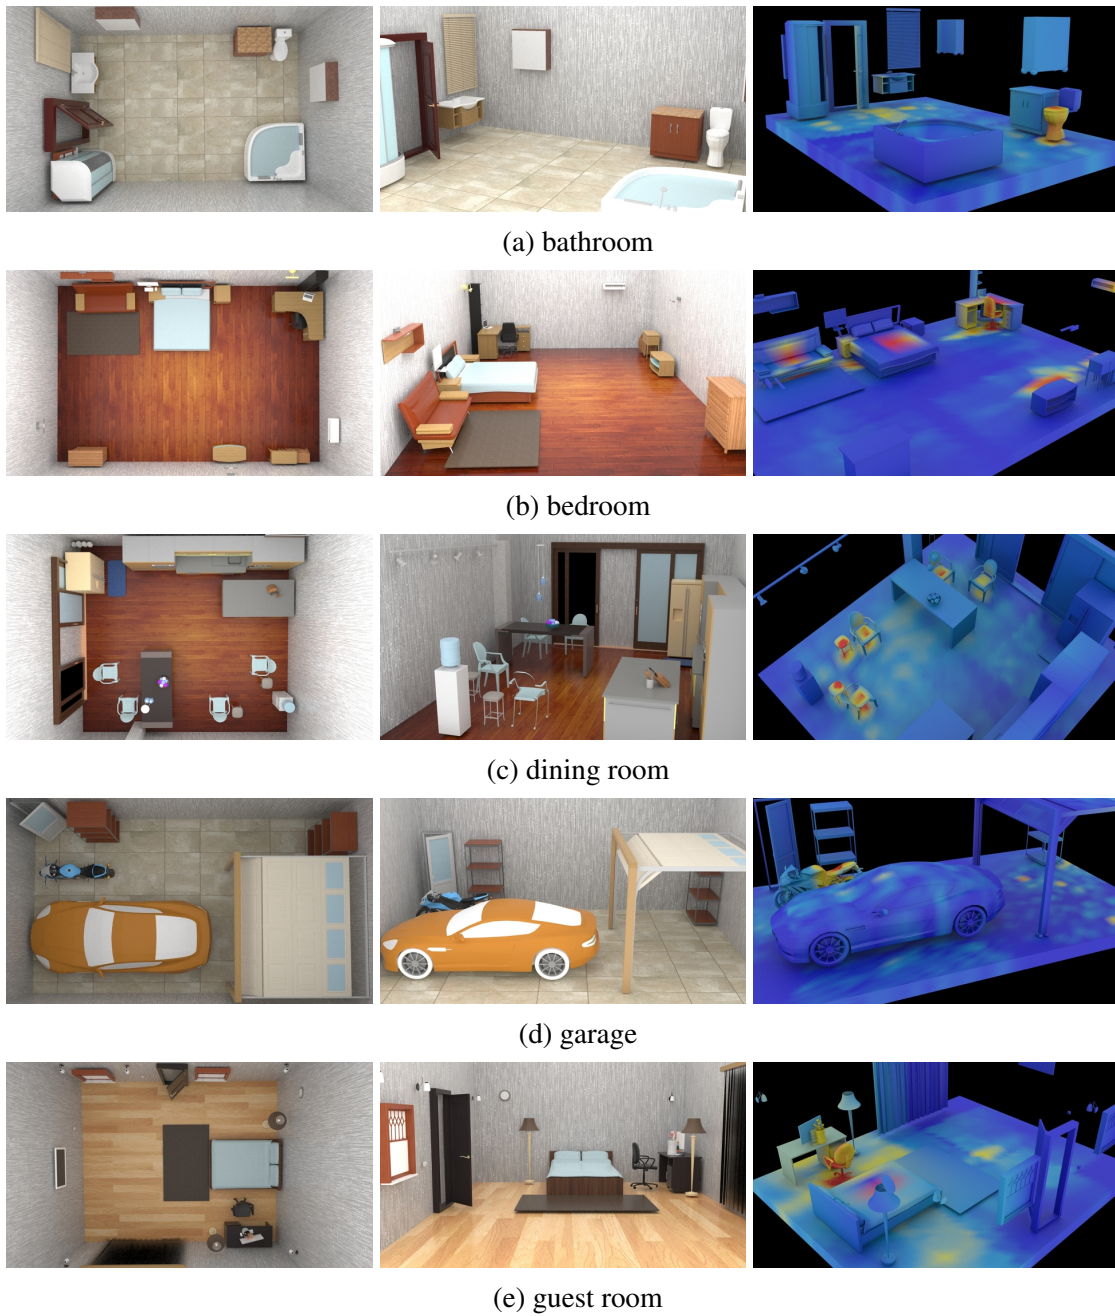 (a) bathroom
(b) bedroom
(c) dining room
(d) garage
(e) guest room